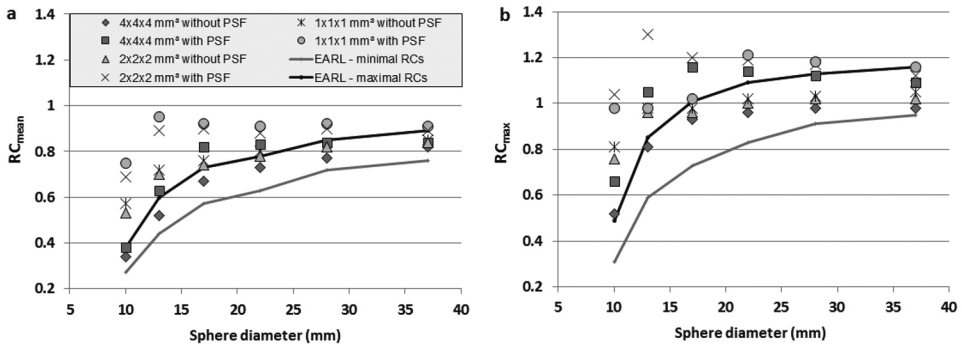 a
1.4
1.2
1
0.8
0.6
0.4
0.2
RCmean
4x4x4 mm³ without PSF
1x1x1 mm³ without PSF
4x4x4 mm³ with PSF
1x1x1 mm³ with PSF
2x2x2 mm³ without PSF
EARL - minimal RCs
2x2x2 mm³ with PSF
EARL - maximal RCs
5 10 15 20 25 30 35 40
Sphere diameter (mm)
b
1.4
1.2
1.0
0.8
0.6
0.4
0.2
RCmax
5 10 15 20 25 30 35 40
Sphere diameter (mm)